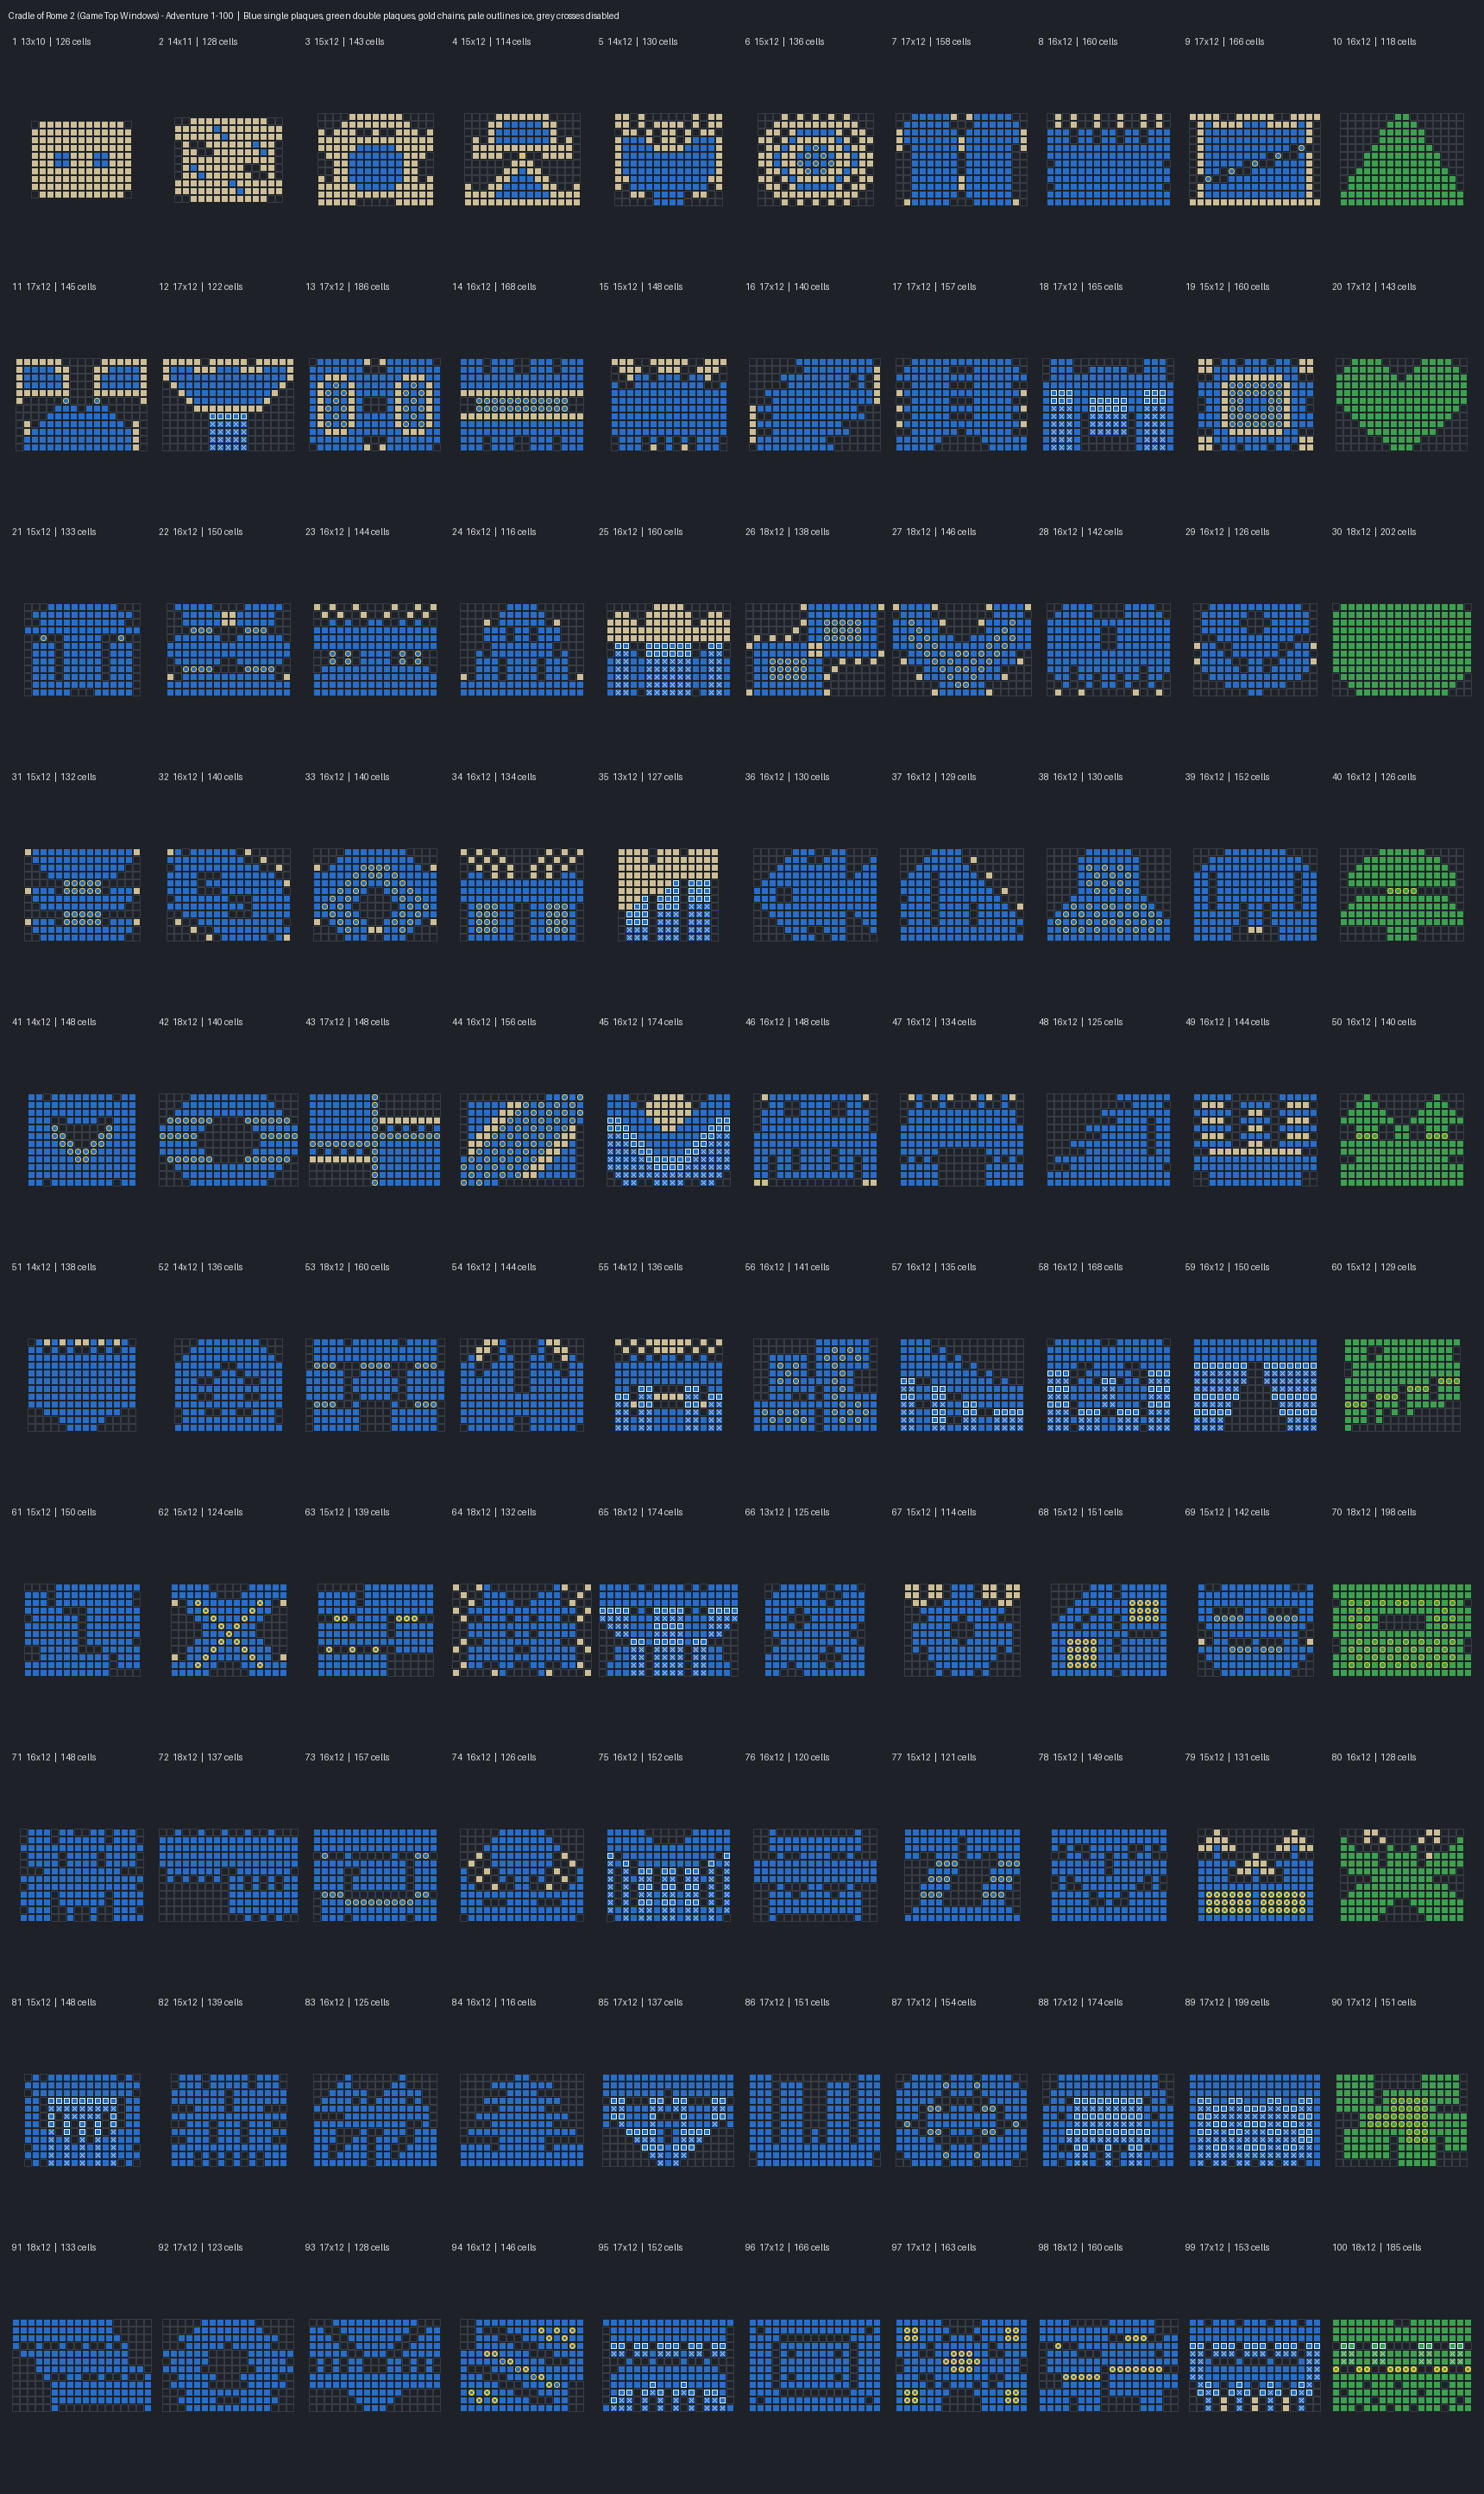 Cradle of Rome 2 (GameTop Windows) - Adventure 1-100 | Blue single plaques, green double plaques, gold chains, pale outlines ice, grey crosses disabled
1 13x10 | 126 cells
2 14x11 | 128 cells
3 15x12 | 143 cells
4 15x12 | 114 cells
5 14x12 | 130 cells
6 15x12 | 136 cells
7 17x12 | 158 cells
8 16x12 | 160 cells
9 17x12 | 166 cells
10 16x12 | 118 cells
11 17x12 | 145 cells
12 17x12 | 122 cells
13 17x12 | 186 cells
14 16x12 | 168 cells
15 15x12 | 148 cells
16 17x12 | 140 cells
17 17x12 | 157 cells
18 17x12 | 165 cells
19 15x12 | 160 cells
20 17x12 | 143 cells
21 15x12 | 133 cells
22 16x12 | 150 cells
23 16x12 | 144 cells
24 16x12 | 116 cells
25 16x12 | 160 cells
26 18x12 | 138 cells
27 18x12 | 146 cells
28 16x12 | 142 cells
29 16x12 | 126 cells
30 18x12 | 202 cells
31 15x12 | 132 cells
32 16x12 | 140 cells
33 16x12 | 140 cells
34 16x12 | 134 cells
35 13x12 | 127 cells
36 16x12 | 130 cells
37 16x12 | 129 cells
38 16x12 | 130 cells
39 16x12 | 152 cells
40 16x12 | 126 cells
41 14x12 | 148 cells
42 18x12 | 140 cells
43 17x12 | 148 cells
44 16x12 | 156 cells
45 16x12 | 174 cells
46 16x12 | 148 cells
47 16x12 | 134 cells
48 16x12 | 125 cells
49 16x12 | 144 cells
50 16x12 | 140 cells
51 14x12 | 138 cells
52 14x12 | 136 cells
53 18x12 | 160 cells
54 16x12 | 144 cells
55 14x12 | 136 cells
56 16x12 | 141 cells
57 16x12 | 135 cells
58 16x12 | 168 cells
59 16x12 | 150 cells
60 15x12 | 129 cells
61 15x12 | 150 cells
62 15x12 | 124 cells
63 15x12 | 139 cells
64 18x12 | 132 cells
65 18x12 | 174 cells
66 13x12 | 125 cells
67 15x12 | 114 cells
68 15x12 | 151 cells
69 15x12 | 142 cells
70 18x12 | 198 cells
71 16x12 | 148 cells
72 18x12 | 137 cells
73 16x12 | 157 cells
74 16x12 | 126 cells
75 16x12 | 152 cells
76 16x12 | 120 cells
77 15x12 | 121 cells
78 15x12 | 149 cells
79 15x12 | 131 cells
80 16x12 | 128 cells
81 15x12 | 148 cells
82 15x12 | 139 cells
83 16x12 | 125 cells
84 16x12 | 116 cells
85 17x12 | 137 cells
86 17x12 | 151 cells
87 17x12 | 154 cells
88 17x12 | 174 cells
89 17x12 | 199 cells
90 17x12 | 151 cells
91 18x12 | 133 cells
92 17x12 | 123 cells
93 17x12 | 128 cells
94 16x12 | 146 cells
95 17x12 | 152 cells
96 17x12 | 166 cells
97 17x12 | 163 cells
98 18x12 | 160 cells
99 17x12 | 153 cells
100 18x12 | 185 cells